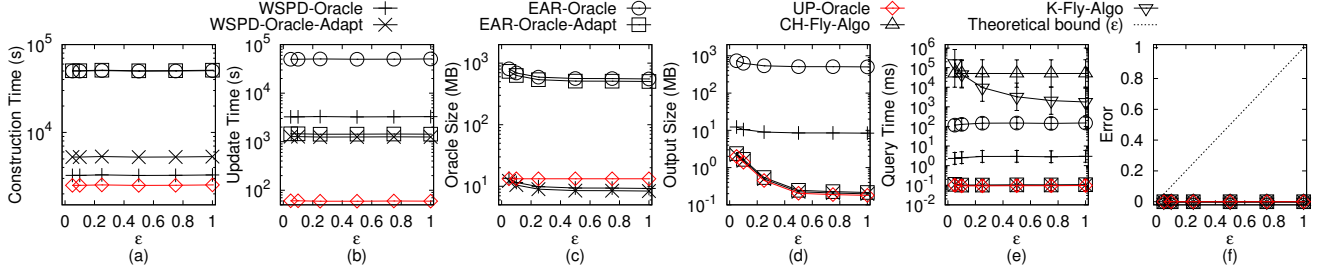 WSPD-Oracle
WSPD-Oracle-Adapt
EAR-Oracle
EAR-Oracle-Adapt
UP-Oracle
CH-Fly-Algo
K-Fly-Algo
Theoretical bound (ε)
Construction Time (s)
10^5
10^4
0 0.2 0.4 0.6 0.8 1
ε
(a)
Update Time (s)
10^5
10^4
10^3
10^2
0 0.2 0.4 0.6 0.8 1
ε
(b)
Oracle Size (MB)
10^3
10^2
10^1
0 0.2 0.4 0.6 0.8 1
ε
(c)
Output Size (MB)
10^3
10^2
10^1
10^0
10^-1
0 0.2 0.4 0.6 0.8 1
ε
(d)
Query Time (ms)
10^6
10^5
10^4
10^3
10^2
10^1
10^0
10^-1
10^-2
0 0.2 0.4 0.6 0.8 1
ε
(e)
Error
1
0.8
0.6
0.4
0.2
0
0 0.2 0.4 0.6 0.8 1
ε
(f)